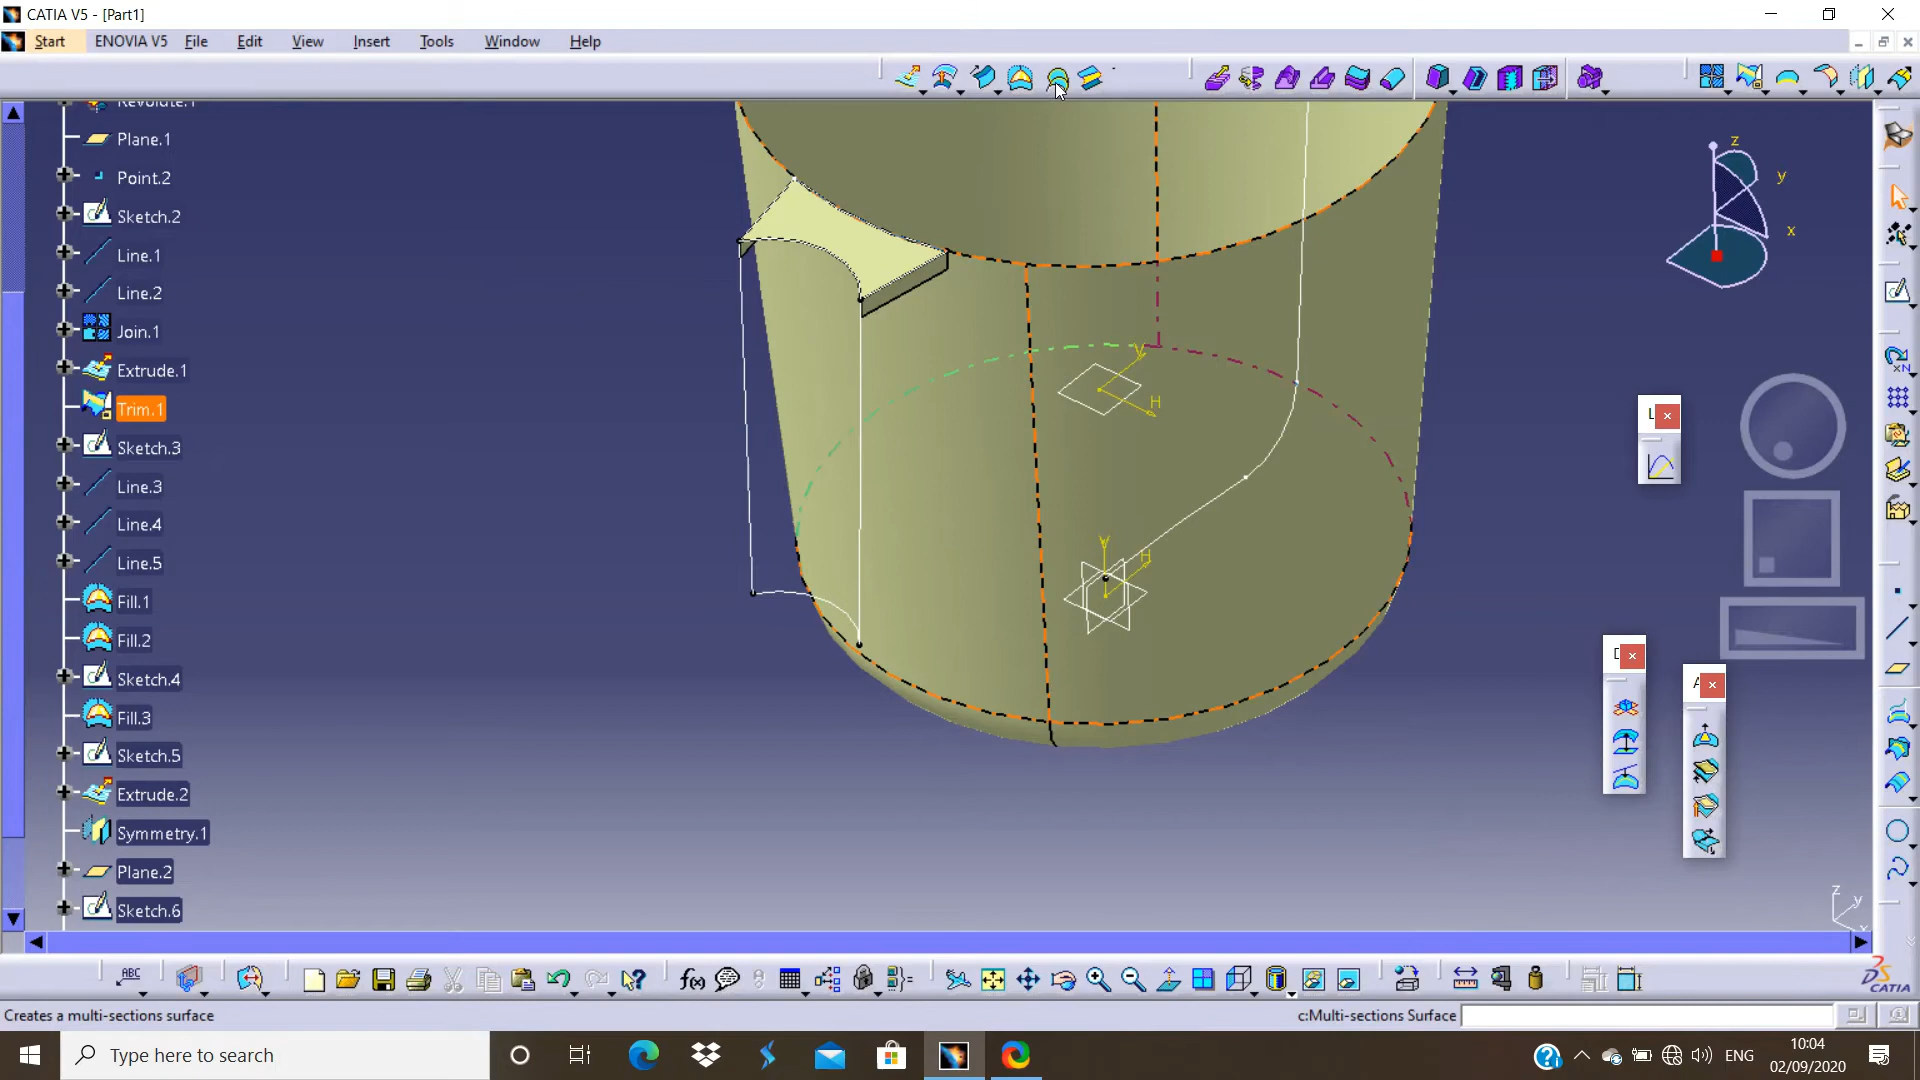 CATIA V5 - [Part1]
Start ENOVIA V5 File Edit View Insert Tools Window Help
Revolute.1
Plane.1
Point.2
Sketch.2
Line.1
Line.2
Join.1
Extrude.1
Trim.1
Sketch.3
Line.3
Line.4
Line.5
Fill.1
Fill.2
Sketch.4
Fill.3
Sketch.5
Extrude.2
Symmetry.1
Plane.2
Sketch.6
V
H
V
H
z
y
x
L
A
z
y
x
ABC
f(x)
CATIA
Creates a multi-sections surface
c:Multi-sections Surface
Type here to search
ENG
10:04
02/09/2020